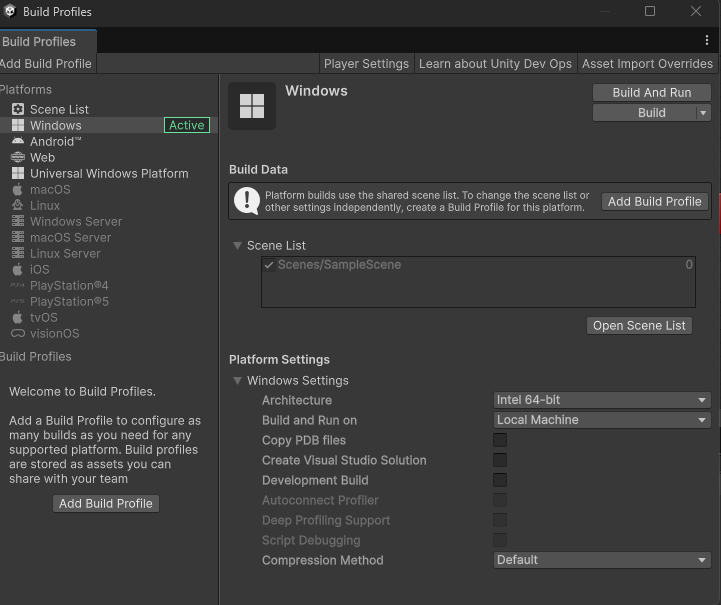 Build Profiles
Build Profiles
Add Build Profile
Player Settings
Learn about Unity Dev Ops
Asset Import Overrides
Platforms
Scene List
Windows
Active
Android™
Web
Universal Windows Platform
macOS
Linux
Windows Server
macOS Server
Linux Server
iOS
PlayStation®4
PlayStation®5
tvOS
visionOS
Build Profiles
Welcome to Build Profiles.
Add a Build Profile to configure as
many builds as you need for any
supported platform. Build profiles
are stored as assets you can
share with your team
Add Build Profile
Windows
Build And Run
Build
Build Data
Platform builds use the shared scene list. To change the scene list or
other settings independently, create a Build Profile for this platform.
Add Build Profile
Scene List
Scenes/SampleScene 0
Open Scene List
Platform Settings
Windows Settings
Architecture Intel 64-bit
Build and Run on Local Machine
Copy PDB files
Create Visual Studio Solution
Development Build
Autoconnect Profiler
Deep Profiling Support
Script Debugging
Compression Method Default